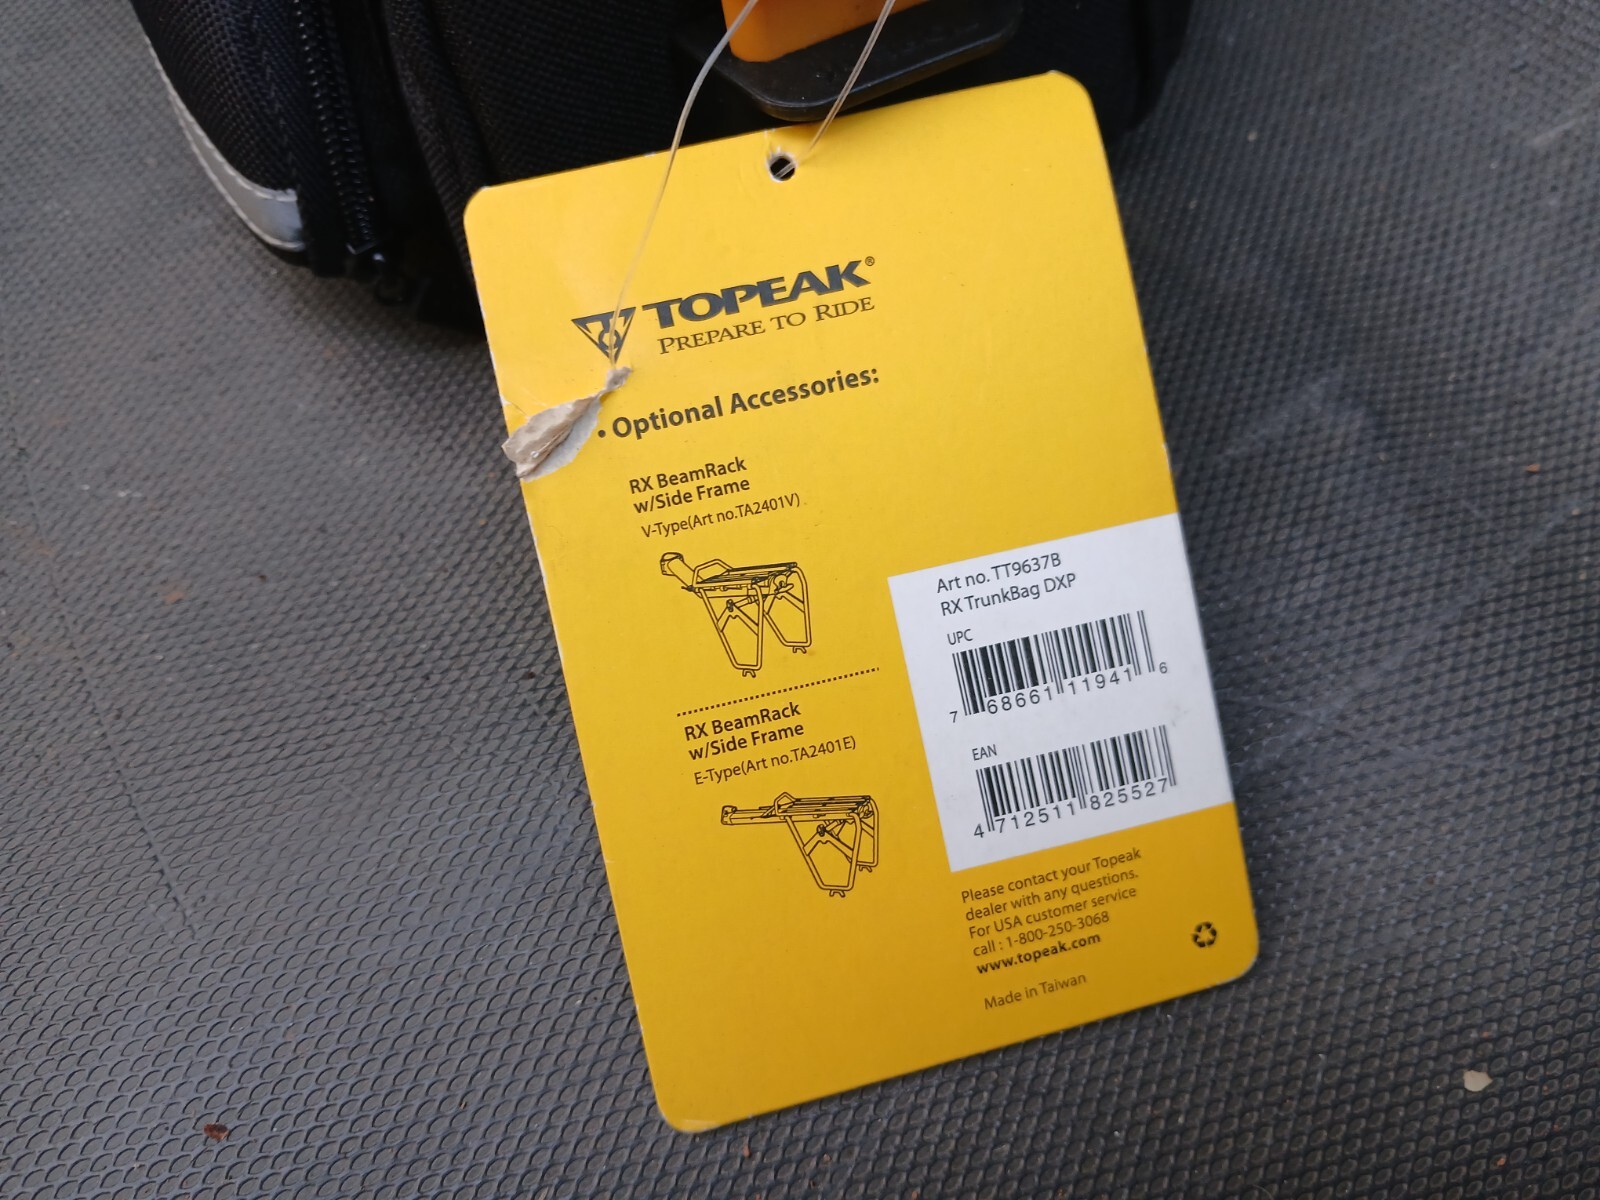 TOPEAK®
PREPARE TO RIDE
• Optional Accessories:
RX BeamRack
w/Side Frame
V-Type(Art no.TA2401V)
RX BeamRack
w/Side Frame
E-Type(Art no.TA2401E)
Art no. TT9637B
RX TrunkBag DXP
UPC
7 68661 11941 6
EAN
4 712511 825527
Please contact your Topeak
dealer with any questions.
For USA customer service
call : 1-800-250-3068
www.topeak.com
Made in Taiwan